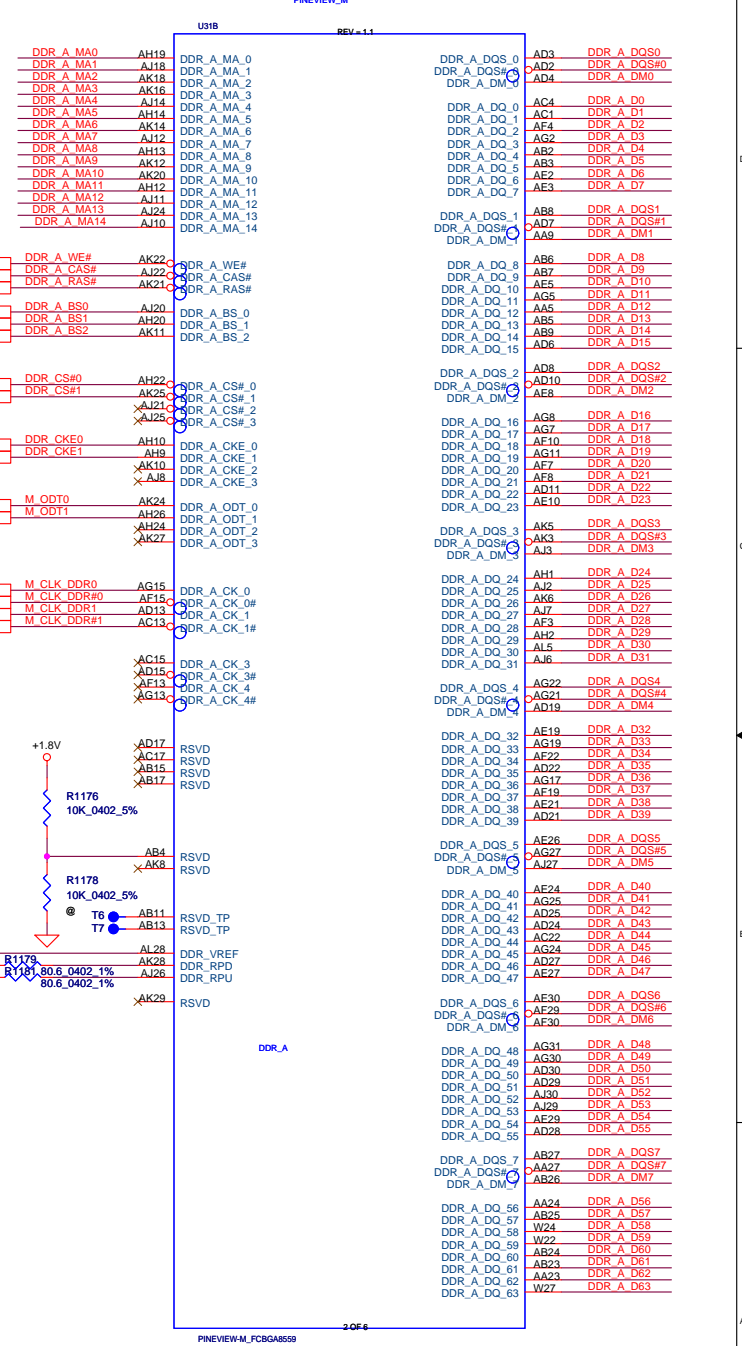 PINEVIEW_M
U31B
REV = 1.1
DDR_A_MA0 AH19 DDR_A_MA_0
DDR_A_MA1 AJ18 DDR_A_MA_1
DDR_A_MA2 AK18 DDR_A_MA_2
DDR_A_MA3 AK16 DDR_A_MA_3
DDR_A_MA4 AJ14 DDR_A_MA_4
DDR_A_MA5 AH14 DDR_A_MA_5
DDR_A_MA6 AK14 DDR_A_MA_6
DDR_A_MA7 AJ12 DDR_A_MA_7
DDR_A_MA8 AH13 DDR_A_MA_8
DDR_A_MA9 AK12 DDR_A_MA_9
DDR_A_MA10 AK20 DDR_A_MA_10
DDR_A_MA11 AH12 DDR_A_MA_11
DDR_A_MA12 AJ11 DDR_A_MA_12
DDR_A_MA13 AJ24 DDR_A_MA_13
DDR_A_MA14 AJ10 DDR_A_MA_14
DDR_A_WE# AK22 DDR_A_WE#
DDR_A_CAS# AJ22 DDR_A_CAS#
DDR_A_RAS# AK21 DDR_A_RAS#
DDR_A_BS0 AJ20 DDR_A_BS_0
DDR_A_BS1 AH20 DDR_A_BS_1
DDR_A_BS2 AK11 DDR_A_BS_2
DDR_CS#0 AH22 DDR_A_CS#_0
DDR_CS#1 AK25 DDR_A_CS#_1
AJ21 DDR_A_CS#_2
AJ25 DDR_A_CS#_3
DDR_CKE0 AH10 DDR_A_CKE_0
DDR_CKE1 AH9 DDR_A_CKE_1
AK10 DDR_A_CKE_2
AJ8 DDR_A_CKE_3
M_ODT0 AK24 DDR_A_ODT_0
M_ODT1 AH26 DDR_A_ODT_1
AH24 DDR_A_ODT_2
AK27 DDR_A_ODT_3
M_CLK_DDR0 AG15 DDR_A_CK_0
M_CLK_DDR#0 AF15 DDR_A_CK_0#
M_CLK_DDR1 AD13 DDR_A_CK_1
M_CLK_DDR#1 AC13 DDR_A_CK_1#
AC15 DDR_A_CK_3
AD15 DDR_A_CK_3#
AF13 DDR_A_CK_4
AG13 DDR_A_CK_4#
AD17 RSVD
AC17 RSVD
AB15 RSVD
AB17 RSVD
+1.8V
R1176
10K_0402_5%
AB4 RSVD
AK8 RSVD
R1178
10K_0402_5%
@
T6 AB11 RSVD_TP
T7 AB13 RSVD_TP
AL28 DDR_VREF
R1179 AK28 DDR_RPD
R1181 80.6_0402_1% AJ26 DDR_RPU
80.6_0402_1%
AK29 RSVD
DDR_A
DDR_A_DQS_0 AD3 DDR_A_DQS0
DDR_A_DQS#_0 AD2 DDR_A_DQS#0
DDR_A_DM_0 AD4 DDR_A_DM0
DDR_A_DQ_0 AC4 DDR_A_D0
DDR_A_DQ_1 AC1 DDR_A_D1
DDR_A_DQ_2 AF4 DDR_A_D2
DDR_A_DQ_3 AG2 DDR_A_D3
DDR_A_DQ_4 AB2 DDR_A_D4
DDR_A_DQ_5 AB3 DDR_A_D5
DDR_A_DQ_6 AE2 DDR_A_D6
DDR_A_DQ_7 AE3 DDR_A_D7
DDR_A_DQS_1 AB8 DDR_A_DQS1
DDR_A_DQS#_1 AD7 DDR_A_DQS#1
DDR_A_DM_1 AA9 DDR_A_DM1
DDR_A_DQ_8 AB6 DDR_A_D8
DDR_A_DQ_9 AB7 DDR_A_D9
DDR_A_DQ_10 AE5 DDR_A_D10
DDR_A_DQ_11 AG5 DDR_A_D11
DDR_A_DQ_12 AA5 DDR_A_D12
DDR_A_DQ_13 AB5 DDR_A_D13
DDR_A_DQ_14 AB9 DDR_A_D14
DDR_A_DQ_15 AD6 DDR_A_D15
DDR_A_DQS_2 AD8 DDR_A_DQS2
DDR_A_DQS#_2 AD10 DDR_A_DQS#2
DDR_A_DM_2 AE8 DDR_A_DM2
DDR_A_DQ_16 AG8 DDR_A_D16
DDR_A_DQ_17 AG7 DDR_A_D17
DDR_A_DQ_18 AF10 DDR_A_D18
DDR_A_DQ_19 AG11 DDR_A_D19
DDR_A_DQ_20 AF7 DDR_A_D20
DDR_A_DQ_21 AF8 DDR_A_D21
DDR_A_DQ_22 AD11 DDR_A_D22
DDR_A_DQ_23 AE10 DDR_A_D23
DDR_A_DQS_3 AK5 DDR_A_DQS3
DDR_A_DQS#_3 AK3 DDR_A_DQS#3
DDR_A_DM_3 AJ3 DDR_A_DM3
DDR_A_DQ_24 AH1 DDR_A_D24
DDR_A_DQ_25 AJ2 DDR_A_D25
DDR_A_DQ_26 AK6 DDR_A_D26
DDR_A_DQ_27 AJ7 DDR_A_D27
DDR_A_DQ_28 AF3 DDR_A_D28
DDR_A_DQ_29 AH2 DDR_A_D29
DDR_A_DQ_30 AL5 DDR_A_D30
DDR_A_DQ_31 AJ6 DDR_A_D31
DDR_A_DQS_4 AG22 DDR_A_DQS4
DDR_A_DQS#_4 AG21 DDR_A_DQS#4
DDR_A_DM_4 AD19 DDR_A_DM4
DDR_A_DQ_32 AE19 DDR_A_D32
DDR_A_DQ_33 AG19 DDR_A_D33
DDR_A_DQ_34 AF22 DDR_A_D34
DDR_A_DQ_35 AD22 DDR_A_D35
DDR_A_DQ_36 AG17 DDR_A_D36
DDR_A_DQ_37 AF19 DDR_A_D37
DDR_A_DQ_38 AE21 DDR_A_D38
DDR_A_DQ_39 AD21 DDR_A_D39
DDR_A_DQS_5 AE26 DDR_A_DQS5
DDR_A_DQS#_5 AG27 DDR_A_DQS#5
DDR_A_DM_5 AJ27 DDR_A_DM5
DDR_A_DQ_40 AE24 DDR_A_D40
DDR_A_DQ_41 AG25 DDR_A_D41
DDR_A_DQ_42 AD25 DDR_A_D42
DDR_A_DQ_43 AD24 DDR_A_D43
DDR_A_DQ_44 AC22 DDR_A_D44
DDR_A_DQ_45 AG24 DDR_A_D45
DDR_A_DQ_46 AD27 DDR_A_D46
DDR_A_DQ_47 AE27 DDR_A_D47
DDR_A_DQS_6 AE30 DDR_A_DQS6
DDR_A_DQS#_6 AF29 DDR_A_DQS#6
DDR_A_DM_6 AF30 DDR_A_DM6
DDR_A_DQ_48 AG31 DDR_A_D48
DDR_A_DQ_49 AG30 DDR_A_D49
DDR_A_DQ_50 AD30 DDR_A_D50
DDR_A_DQ_51 AD29 DDR_A_D51
DDR_A_DQ_52 AJ30 DDR_A_D52
DDR_A_DQ_53 AJ29 DDR_A_D53
DDR_A_DQ_54 AE29 DDR_A_D54
DDR_A_DQ_55 AD28 DDR_A_D55
DDR_A_DQS_7 AB27 DDR_A_DQS7
DDR_A_DQS#_7 AA27 DDR_A_DQS#7
DDR_A_DM_7 AB26 DDR_A_DM7
DDR_A_DQ_56 AA24 DDR_A_D56
DDR_A_DQ_57 AB25 DDR_A_D57
DDR_A_DQ_58 W24 DDR_A_D58
DDR_A_DQ_59 W22 DDR_A_D59
DDR_A_DQ_60 AB24 DDR_A_D60
DDR_A_DQ_61 AB23 DDR_A_D61
DDR_A_DQ_62 AA23 DDR_A_D62
DDR_A_DQ_63 W27 DDR_A_D63
2 OF 6
PINEVIEW-M_FCBGA8559